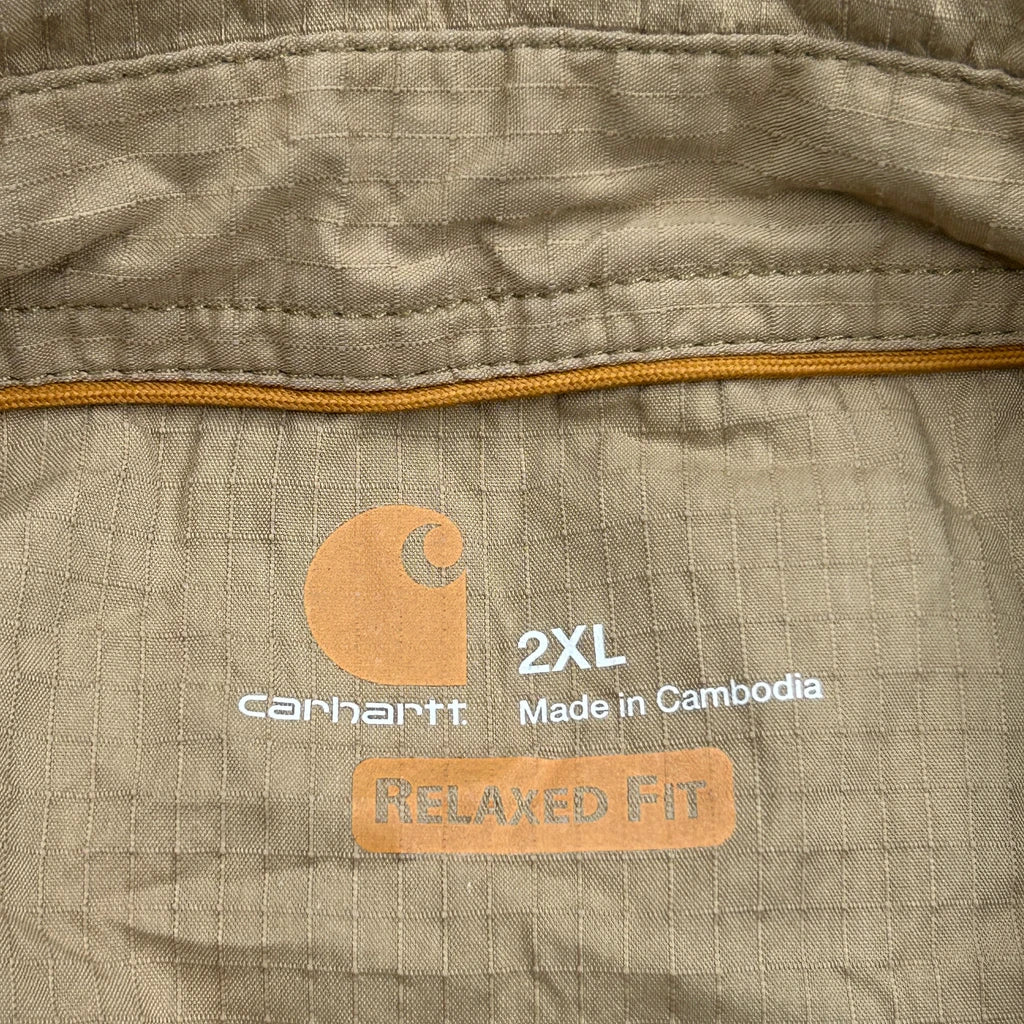 carhartt
2XL
Made in Cambodia
RELAXED FIT